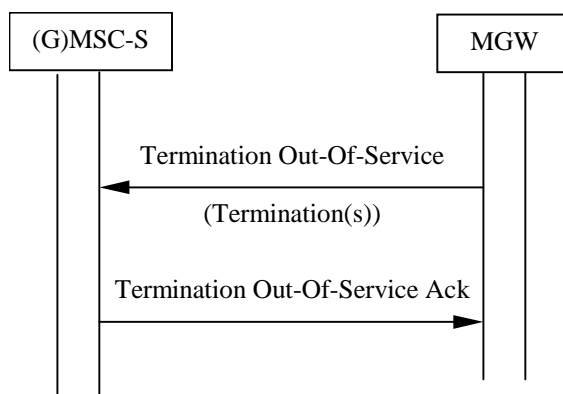 (G)MSC-S
MGW
Termination Out-Of-Service
(Termination(s))
Termination Out-Of-Service Ack